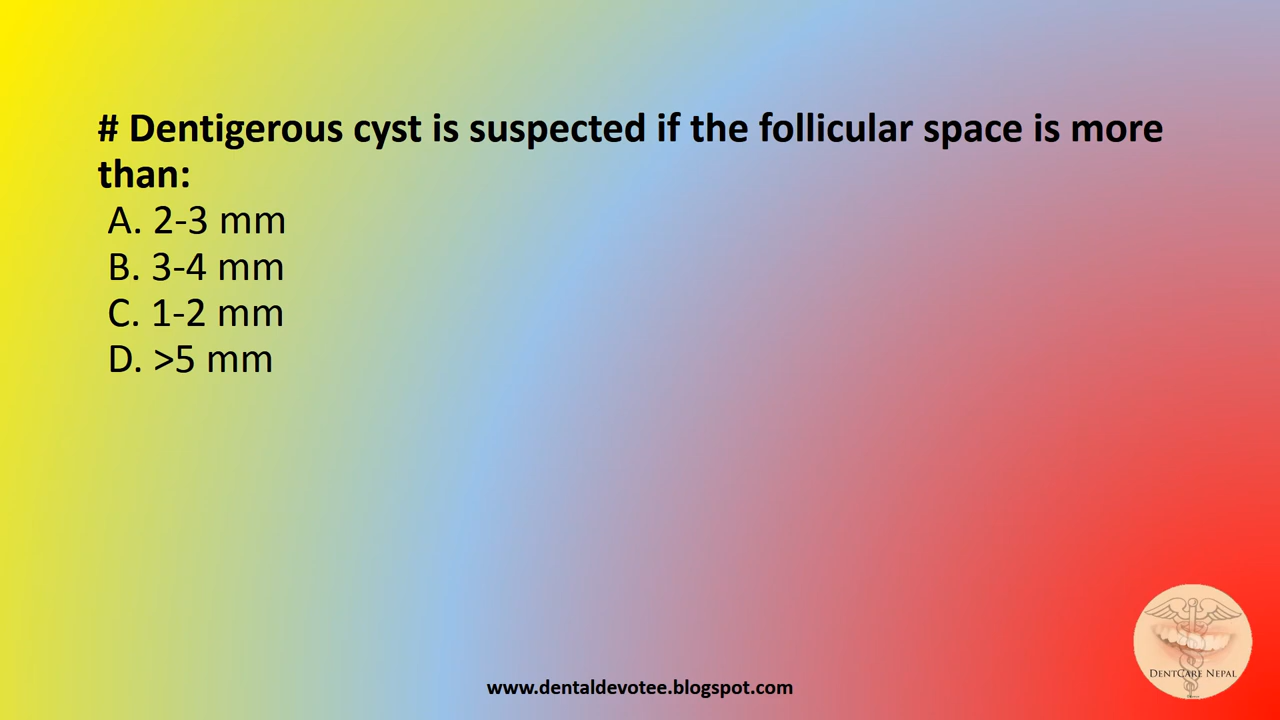 # Dentigerous cyst is suspected if the follicular space is more
than:
A. 2-3 mm
B. 3-4 mm
C. 1-2 mm
D. >5 mm
DENTCARE NEPAL
www.dentaldevotee.blogspot.com